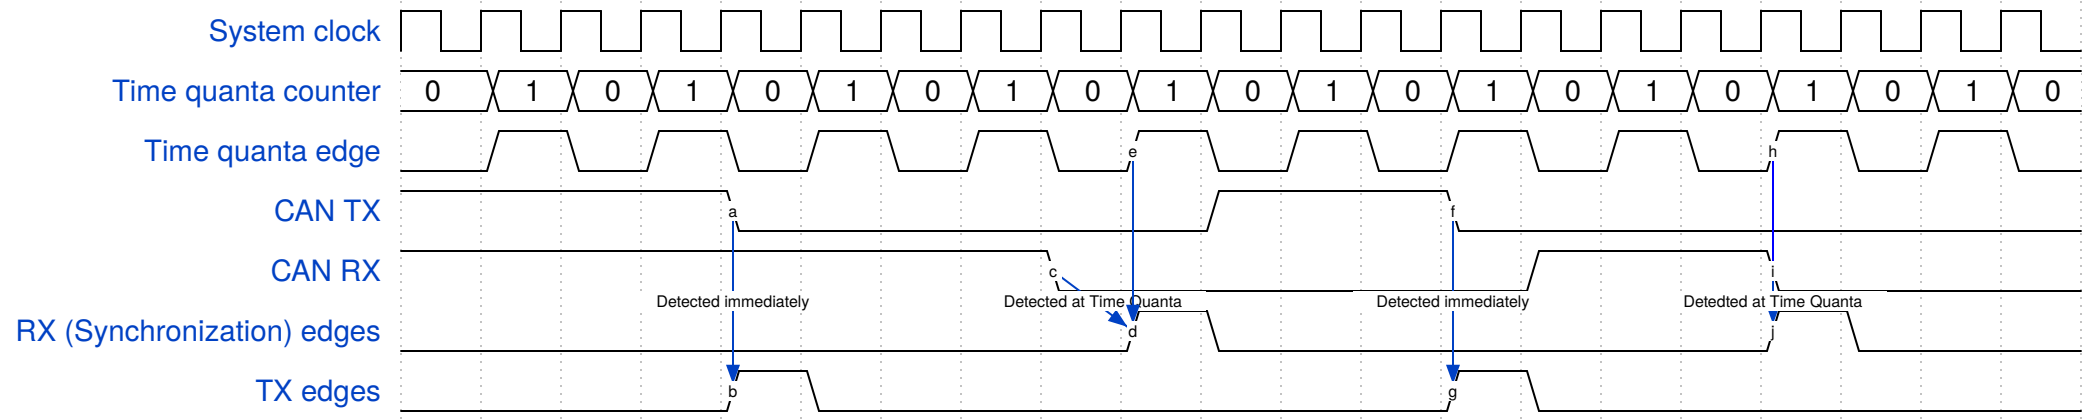 System clock
Time quanta counter 0 1 0 1 0 1 0 1 0 1 0 1 0 1 0 1 0 1 0 1 0
Time quanta edge e h
CAN TX a f
CAN RX c i
Detected immediately Detected at Time Quanta Detected immediately Detedted at Time Quanta
RX (Synchronization) edges d j
TX edges b g